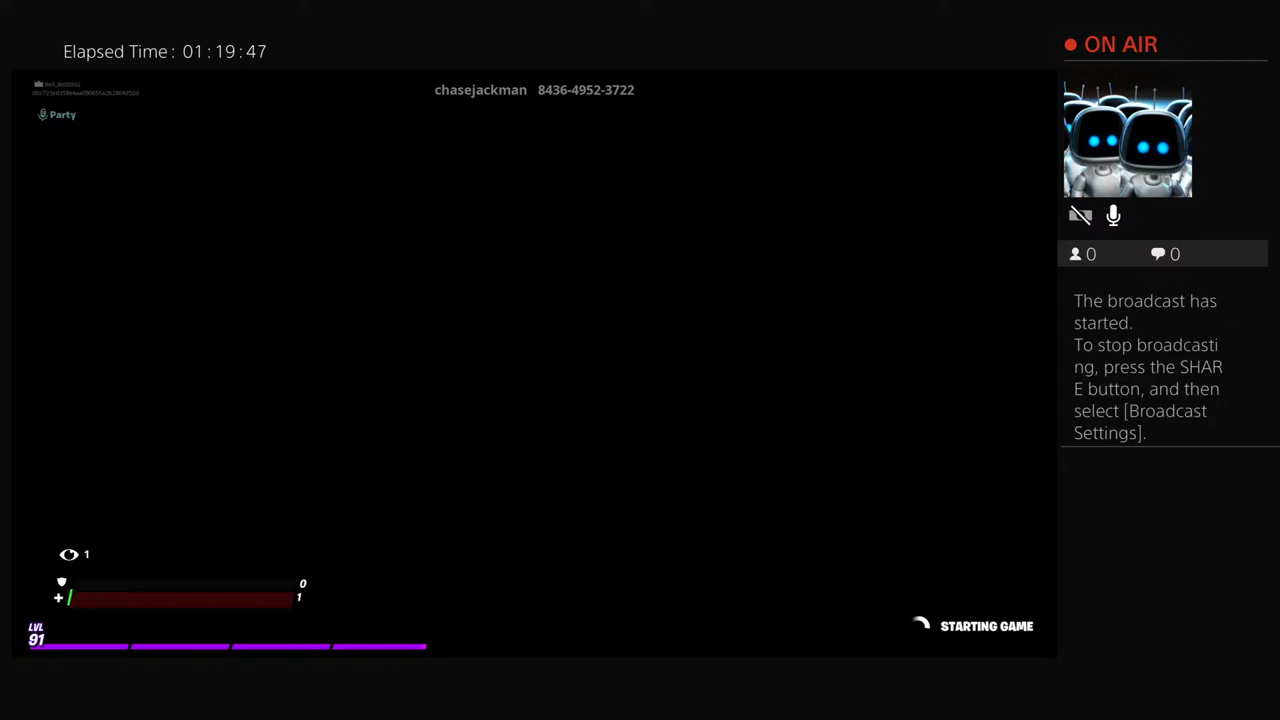 Elapsed Time: 01:19:47
ON AIR
chasejackman 8436-4952-3722
Party
0
0
The broadcast has
started.
To stop broadcasti
ng, press the SHAR
E button, and then
select [Broadcast
Settings].
1
0
1
LVL
91
STARTING GAME